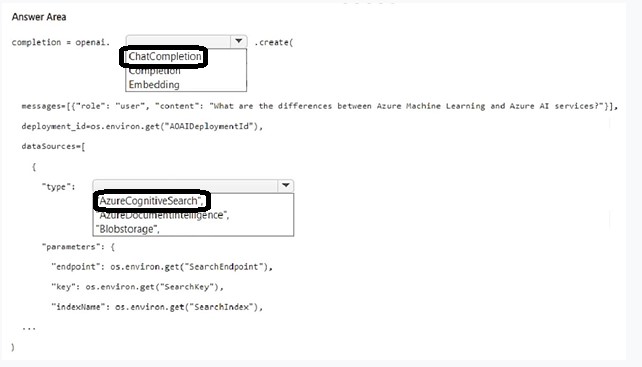 Answer Area
completion = openai. .create(
ChatCompletion
Completion
Embedding
messages=[{"role": "user", "content": "What are the differences between Azure Machine Learning and Azure AI services?"}],
deployment_id=os.environ.get("AOAIDeploymentId"),
dataSources=[
{
"type":
"AzureCognitiveSearch",
"AzureDocumentIntelligence",
"Blobstorage",
"parameters": {
"endpoint": os.environ.get("SearchEndpoint"),
"key": os.environ.get("SearchKey"),
"indexName": os.environ.get("SearchIndex"),
...
)